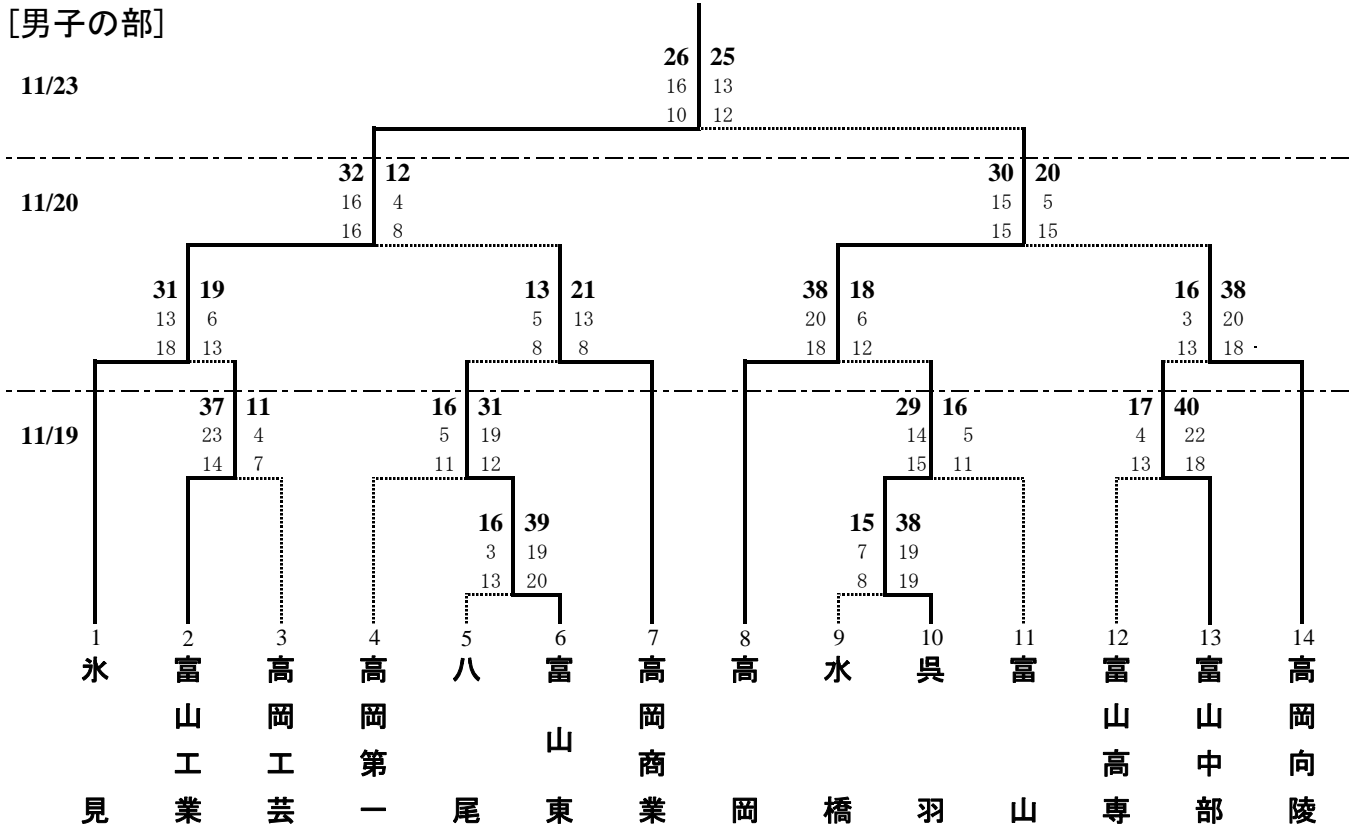 [男子の部]
26 25
11/23 16 13
10 12
32 12 30 20
11/20 16 4 15 5
16 8 15 15
31 19 13 21 38 18 16 38
13 6 5 13 20 6 3 20
18 13 8 8 18 12 13 18
37 11 16 31 29 16 17 40
11/19 23 4 5 19 14 5 4 22
14 7 11 12 15 11 13 18
16 39 15 38
3 19 7 19
13 20 8 19
1 2 3 4 5 6 7 8 9 10 11 12 13 14
氷見
富山工業
高岡工芸
高岡第一
八尾
富山東
高岡商業
高岡
水橋
呉羽
富山
富山高専
富山中部
高岡向陵